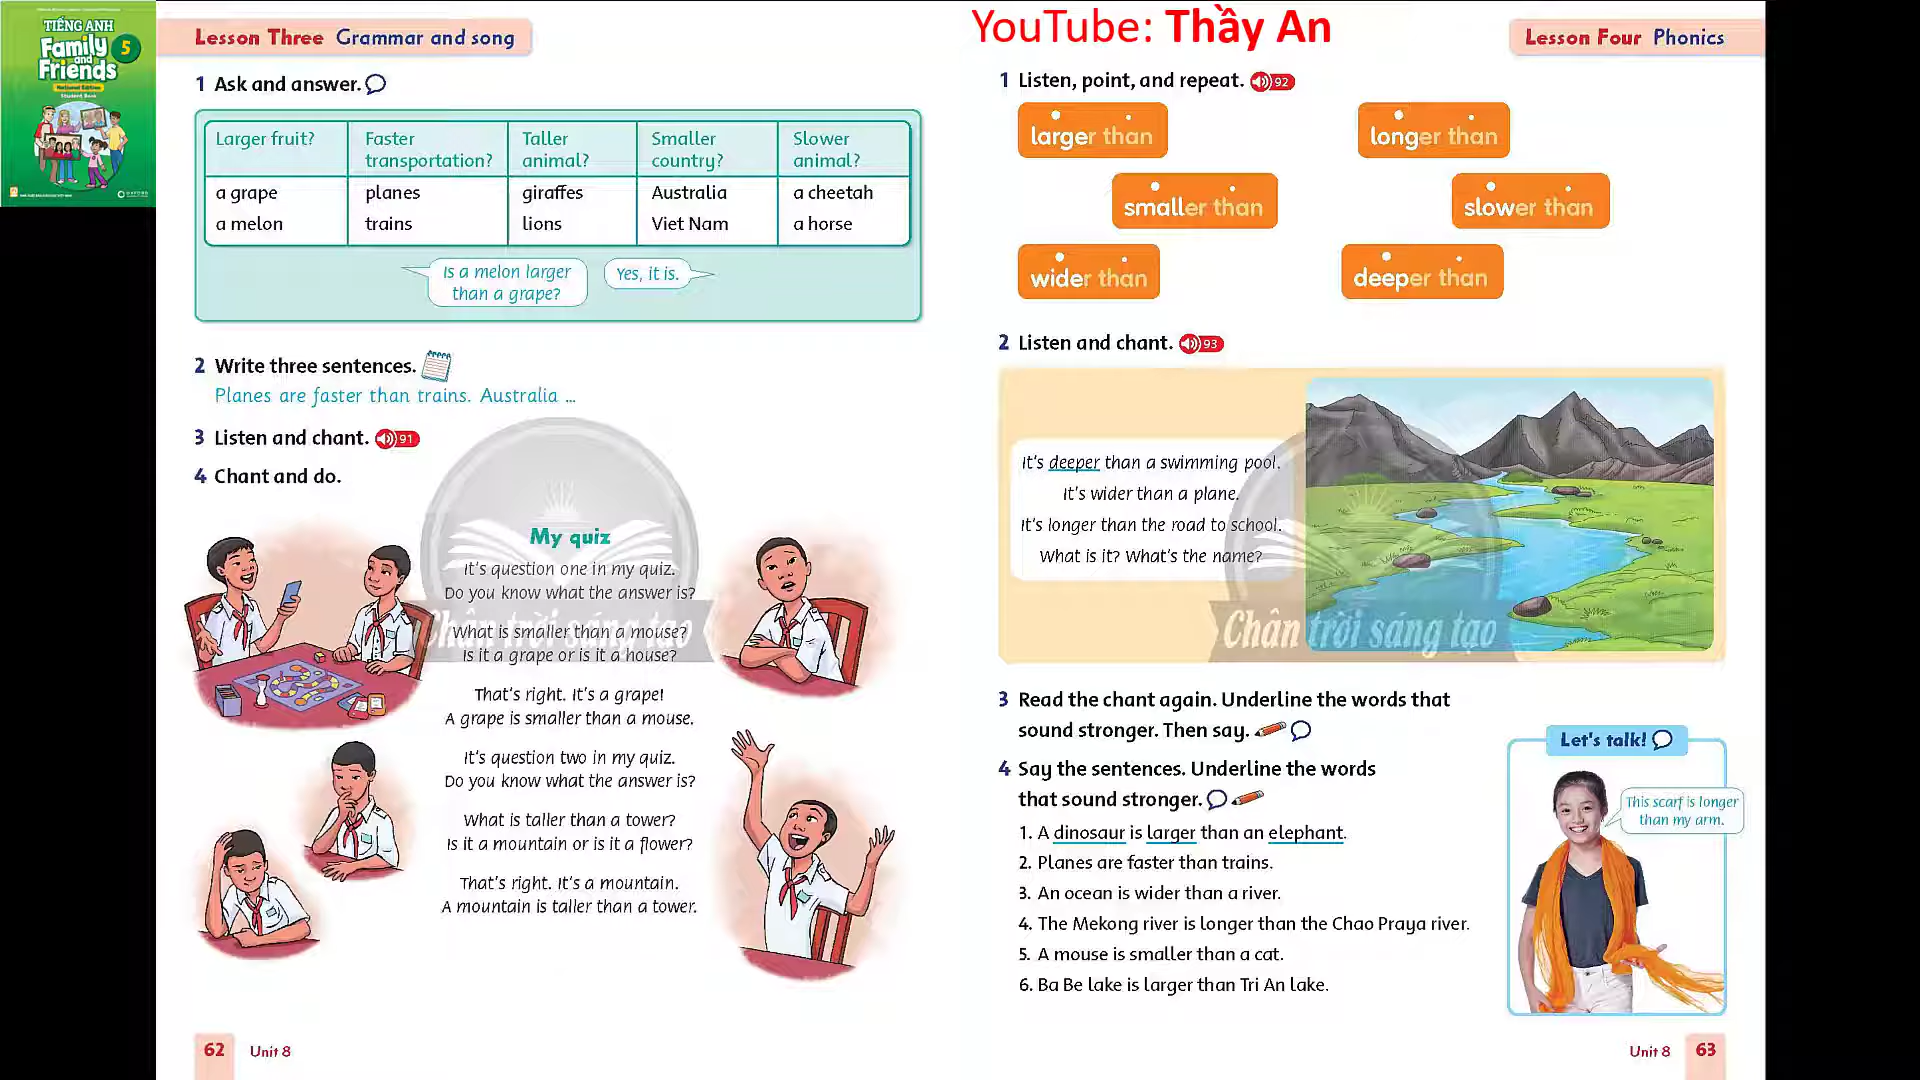 TIẾNG ANH
Family and Friends 5
National Edition
Student Book
YouTube: Thầy An
Lesson Three Grammar and song
1 Ask and answer.
Larger fruit? Faster transportation? Taller animal? Smaller country? Slower animal?
a grape planes giraffes Australia a cheetah
a melon trains lions Viet Nam a horse
Is a melon larger
than a grape?
Yes, it is.
2 Write three sentences.
Planes are faster than trains. Australia ...
3 Listen and chant. 91
4 Chant and do.
My quiz
It's question one in my quiz.
Do you know what the answer is?
What is smaller than a mouse?
Is it a grape or is it a house?
That's right. It's a grape!
A grape is smaller than a mouse.
It's question two in my quiz.
Do you know what the answer is?
What is taller than a tower?
Is it a mountain or is it a flower?
That's right. It's a mountain.
A mountain is taller than a tower.
Chân trời sáng tạo
62 Unit 8
Lesson Four Phonics
1 Listen, point, and repeat. 92
larger than longer than
smaller than slower than
wider than deeper than
2 Listen and chant. 93
It's deeper than a swimming pool.
It's wider than a plane.
It's longer than the road to school.
What is it? What's the name?
Chân trời sáng tạo
3 Read the chant again. Underline the words that
sound stronger. Then say.
4 Say the sentences. Underline the words
that sound stronger.
1. A dinosaur is larger than an elephant.
2. Planes are faster than trains.
3. An ocean is wider than a river.
4. The Mekong river is longer than the Chao Praya river.
5. A mouse is smaller than a cat.
6. Ba Be lake is larger than Tri An lake.
Let's talk!
This scarf is longer
than my arm.
Unit 8 63